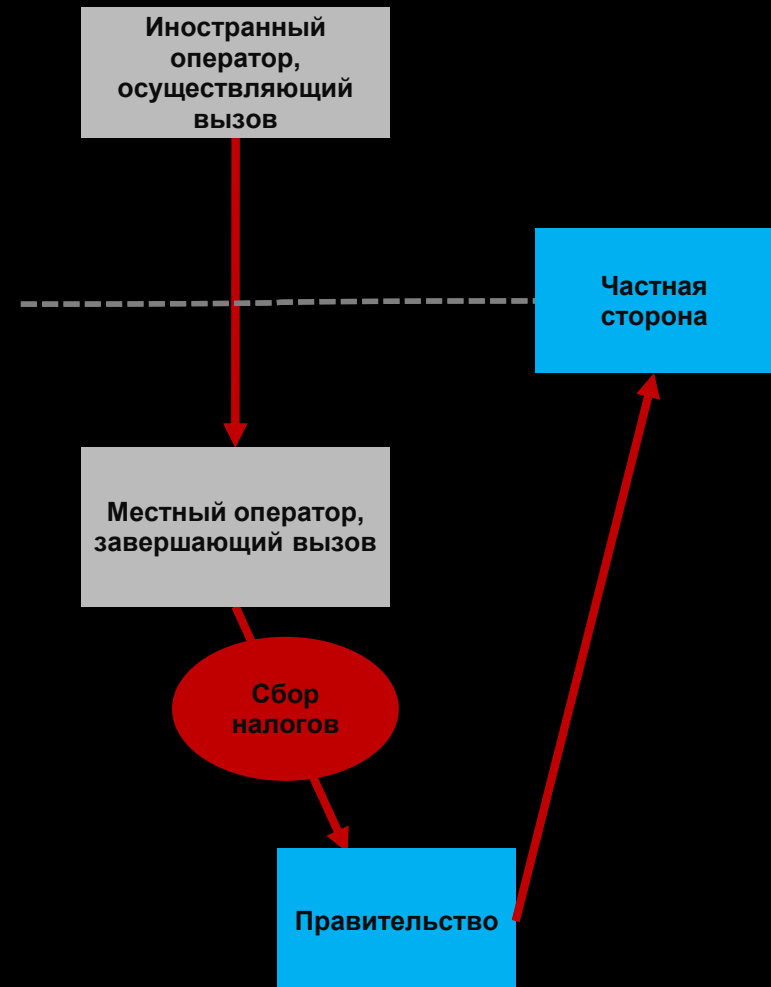 Иностранный
оператор,
осуществляющий
вызов
Частная
сторона
Местный оператор,
завершающий вызов
Сбор
налогов
Правительство